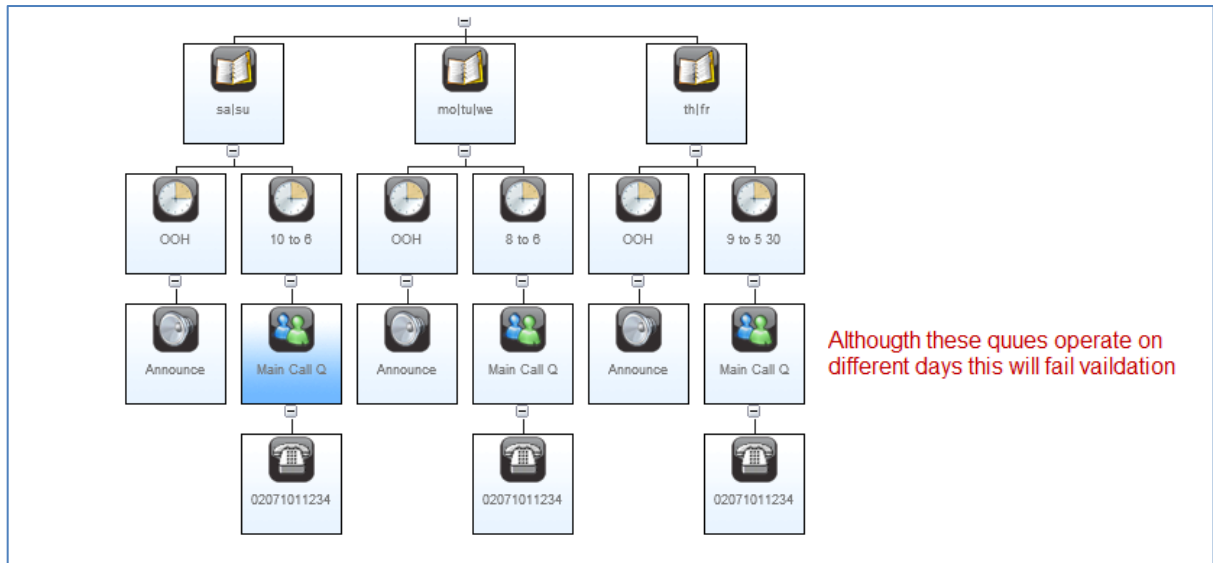 sa|su
mo|tu|we
th|fr
OOH
10 to 6
OOH
8 to 6
OOH
9 to 5 30
Announce
Main Call Q
Announce
Main Call Q
Announce
Main Call Q
Althougth these quues operate on
different days this will fail vaildation
02071011234
02071011234
02071011234